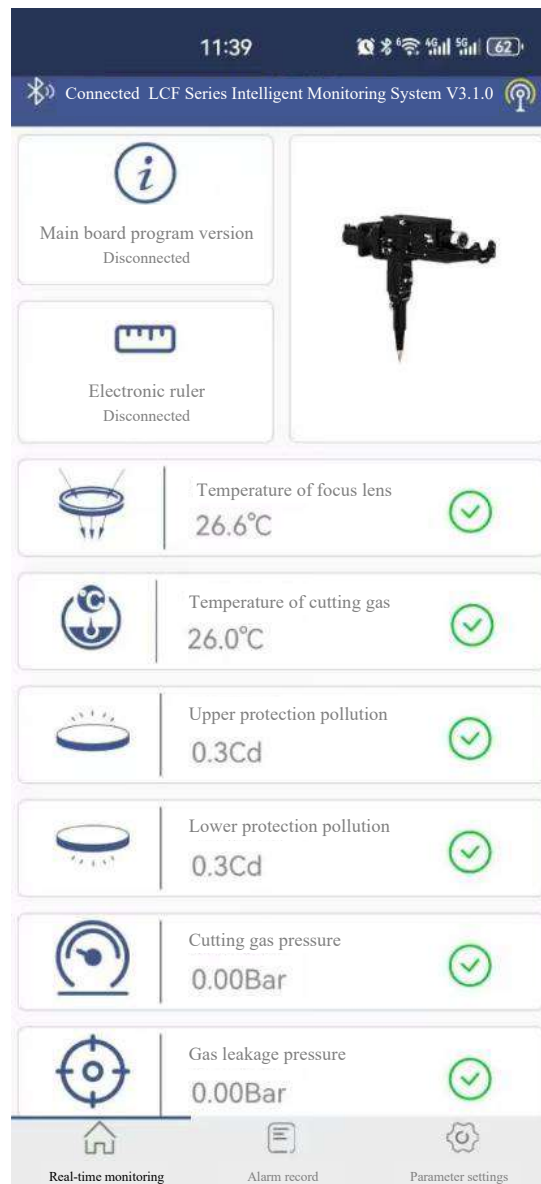 11:39
6 4G 5G 62
Connected LCF Series Intelligent Monitoring System V3.1.0
i
Main board program version
Disconnected
Electronic ruler
Disconnected
Temperature of focus lens
26.6℃
℃
Temperature of cutting gas
26.0℃
Upper protection pollution
0.3Cd
Lower protection pollution
0.3Cd
Cutting gas pressure
0.00Bar
Gas leakage pressure
0.00Bar
Real-time monitoring
Alarm record
Parameter settings